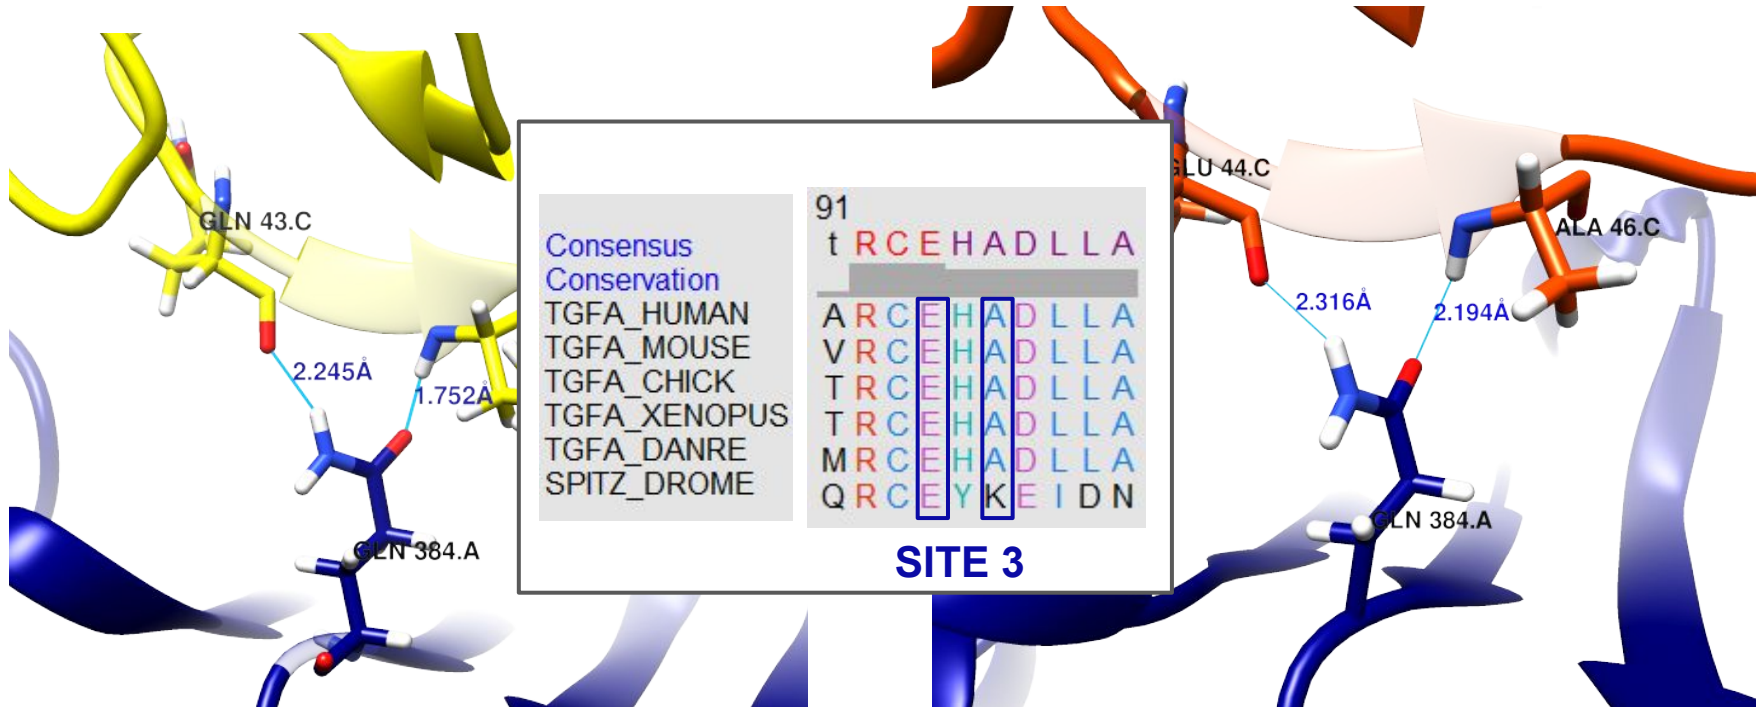 GLN 43.C
2.245Å
1.752Å
GLN 384.A
91
Consensus t R C E H A D L L A
Conservation
TGFA_HUMAN A R C E H A D L L A
TGFA_MOUSE V R C E H A D L L A
TGFA_CHICK T R C E H A D L L A
TGFA_XENOPUS T R C E H A D L L A
TGFA_DANRE M R C E H A D L L A
SPITZ_DROME Q R C E Y K E I D N
SITE 3
GLU 44.C
ALA 46.C
2.316Å
2.194Å
GLN 384.A